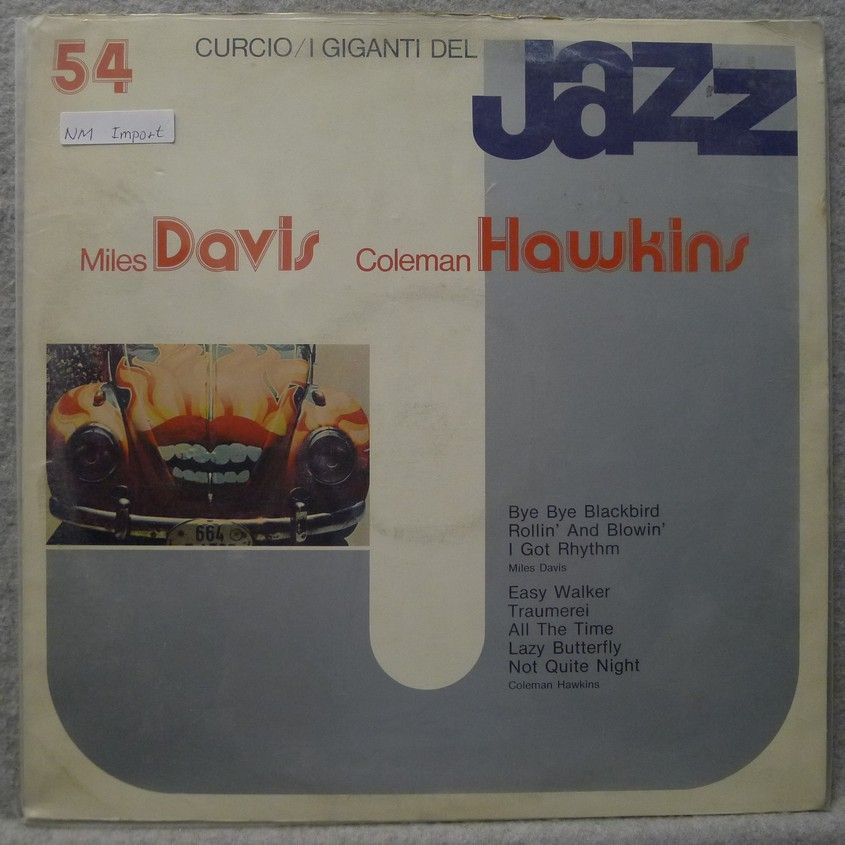 54
CURCIO/I GIGANTI DEL
Jazz
NM Import
Miles Davis
Coleman Hawkins
664
Bye Bye Blackbird
Rollin' And Blowin'
I Got Rhythm
Miles Davis
Easy Walker
Traumerei
All The Time
Lazy Butterfly
Not Quite Night
Coleman Hawkins